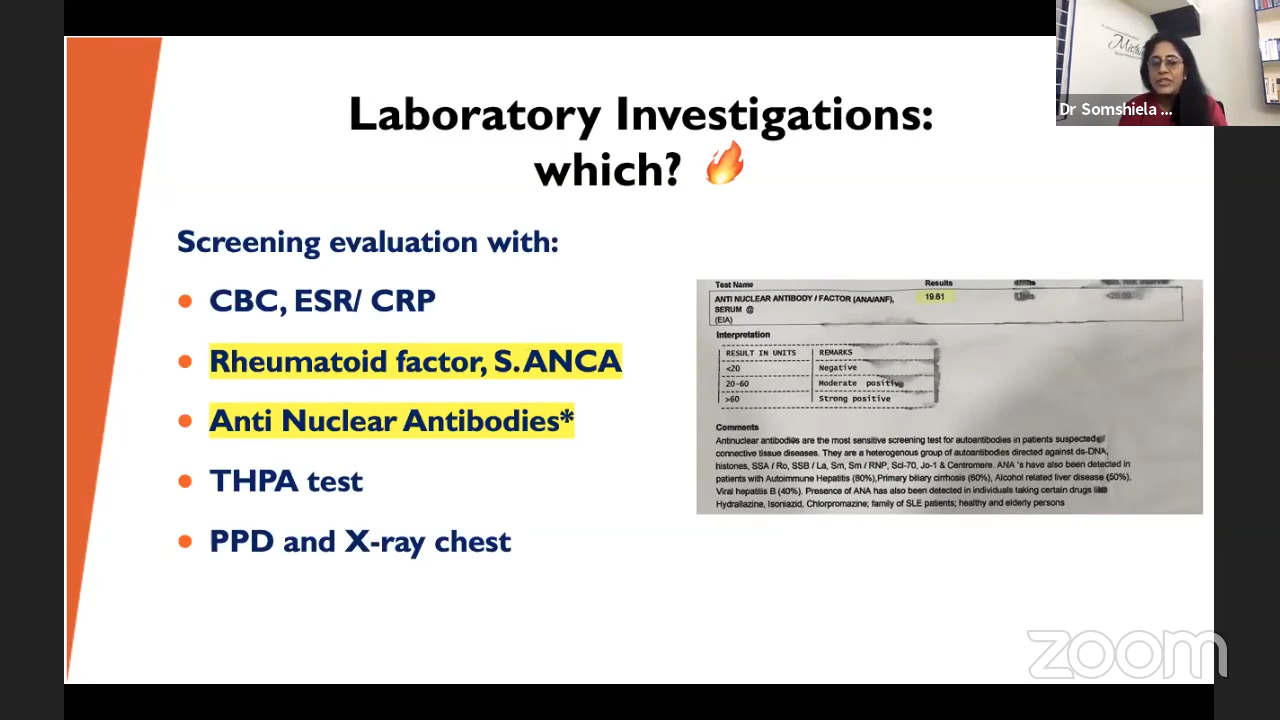 Laboratory Investigations:
which?
Screening evaluation with:
CBC, ESR/ CRP
Rheumatoid factor, S. ANCA
Anti Nuclear Antibodies*
THPA test
PPD and X-ray chest
Test Name Results
ANTI NUCLEAR ANTIBODY / FACTOR (ANA/ANF), 19.61 <20.00
SERUM @
(EIA)
Interpretation
RESULT IN UNITS REMARKS
<20 Negative
20-60 Moderate positive
>60 Strong positive
Comments
Antinuclear antibodies are the most sensitive screening test for autoantibodies in patients suspected of
connective tissue diseases. They are a heterogenous group of autoantibodies directed against ds-DNA,
histones, SSA / Ro, SSB / La, Sm, Sm / RNP, Scl-70, Jo-1 & Centromere. ANA 's have also been detected in
patients with Autoimmune Hepatitis (80%),Primary biliary cirrhosis (60%), Alcohol related liver disease (50%),
Viral hepatitis B (40%). Presence of ANA has also been detected in individuals taking certain drugs like
Hydrallazine, Isoniazid, Chlorpromazine; family of SLE patients; healthy and elderly persons
Dr Somshiela ...
zoom